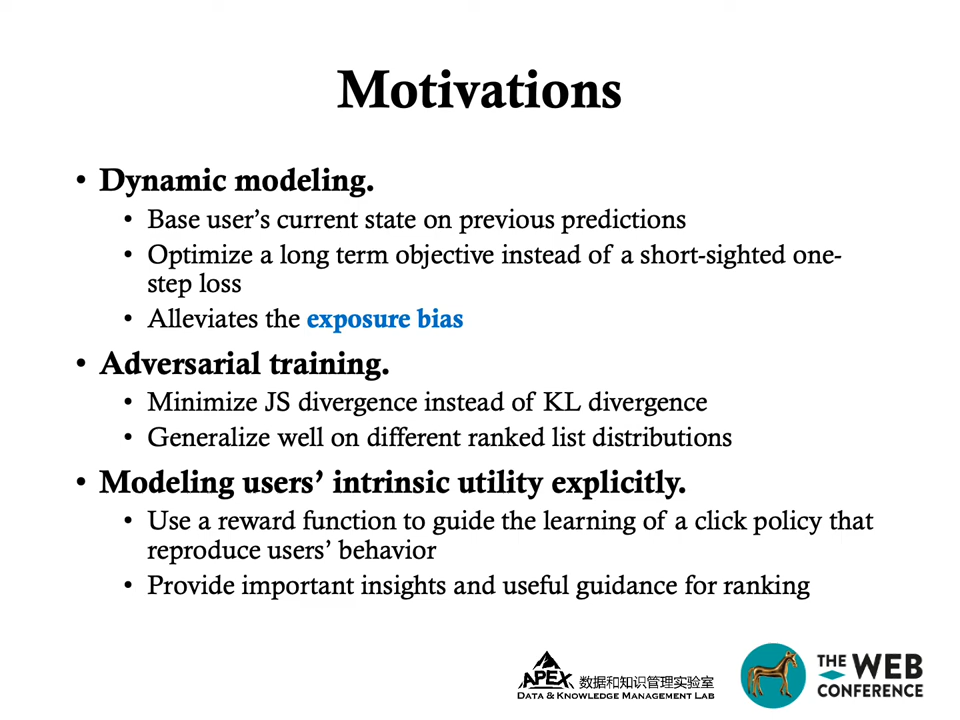 Motivations
• Dynamic modeling.
• Base user's current state on previous predictions
• Optimize a long term objective instead of a short-sighted one-
step loss
• Alleviates the exposure bias
• Adversarial training.
• Minimize JS divergence instead of KL divergence
• Generalize well on different ranked list distributions
• Modeling users' intrinsic utility explicitly.
• Use a reward function to guide the learning of a click policy that
reproduce users' behavior
• Provide important insights and useful guidance for ranking
APEX 数据和知识管理实验室
DATA & KNOWLEDGE MANAGEMENT LAB
THE WEB
CONFERENCE